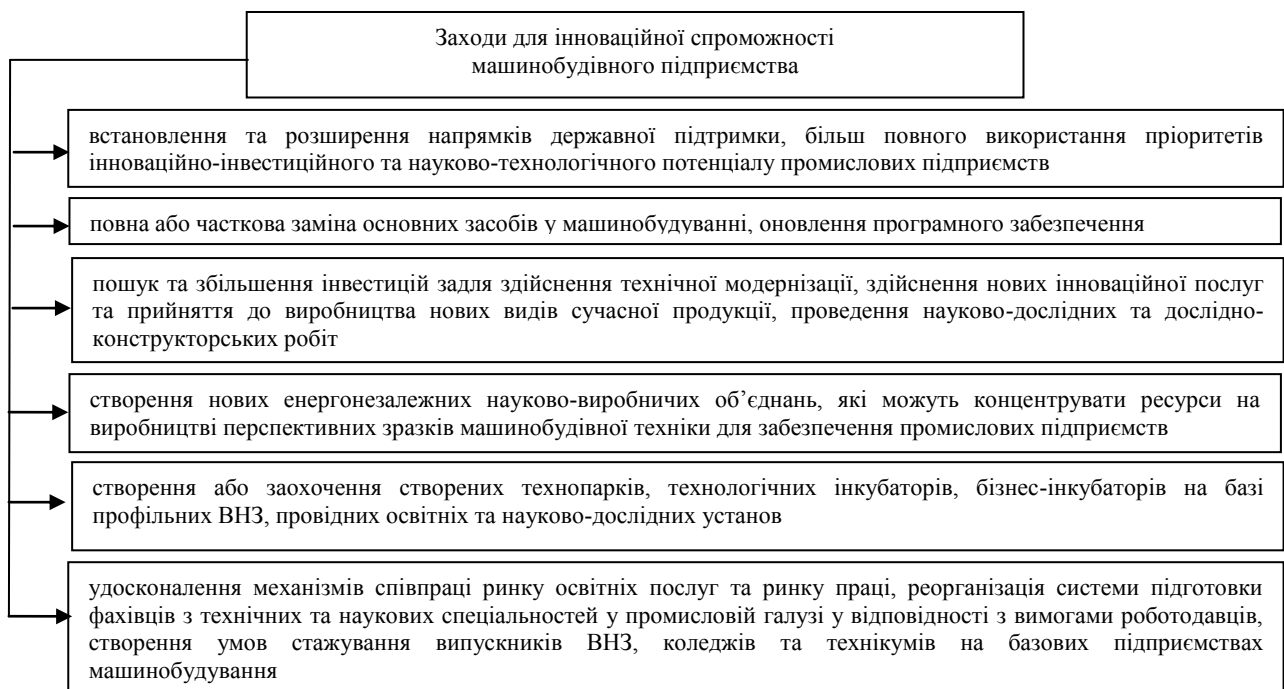 Заходи для інноваційної спроможності
машинобудівного підприємства
встановлення та розширення напрямків державної підтримки, більш повного використання пріоритетів
інноваційно-інвестиційного та науково-технологічного потенціалу промислових підприємств
повна або часткова заміна основних засобів у машинобудуванні, оновлення програмного забезпечення
пошук та збільшення інвестицій задля здійснення технічної модернізації, здійснення нових інноваційної послуг
та прийняття до виробництва нових видів сучасної продукції, проведення науково-дослідних та дослідно-
конструкторських робіт
створення нових енергонезалежних науково-виробничих об’єднань, які можуть концентрувати ресурси на
виробництві перспективних зразків машинобудівної техніки для забезпечення промислових підприємств
створення або заохочення створених технопарків, технологічних інкубаторів, бізнес-інкубаторів на базі
профільних ВНЗ, провідних освітніх та науково-дослідних установ
удосконалення механізмів співпраці ринку освітніх послуг та ринку праці, реорганізація системи підготовки
фахівців з технічних та наукових спеціальностей у промисловій галузі у відповідності з вимогами роботодавців,
створення умов стажування випускників ВНЗ, коледжів та технікумів на базових підприємствах
машинобудування